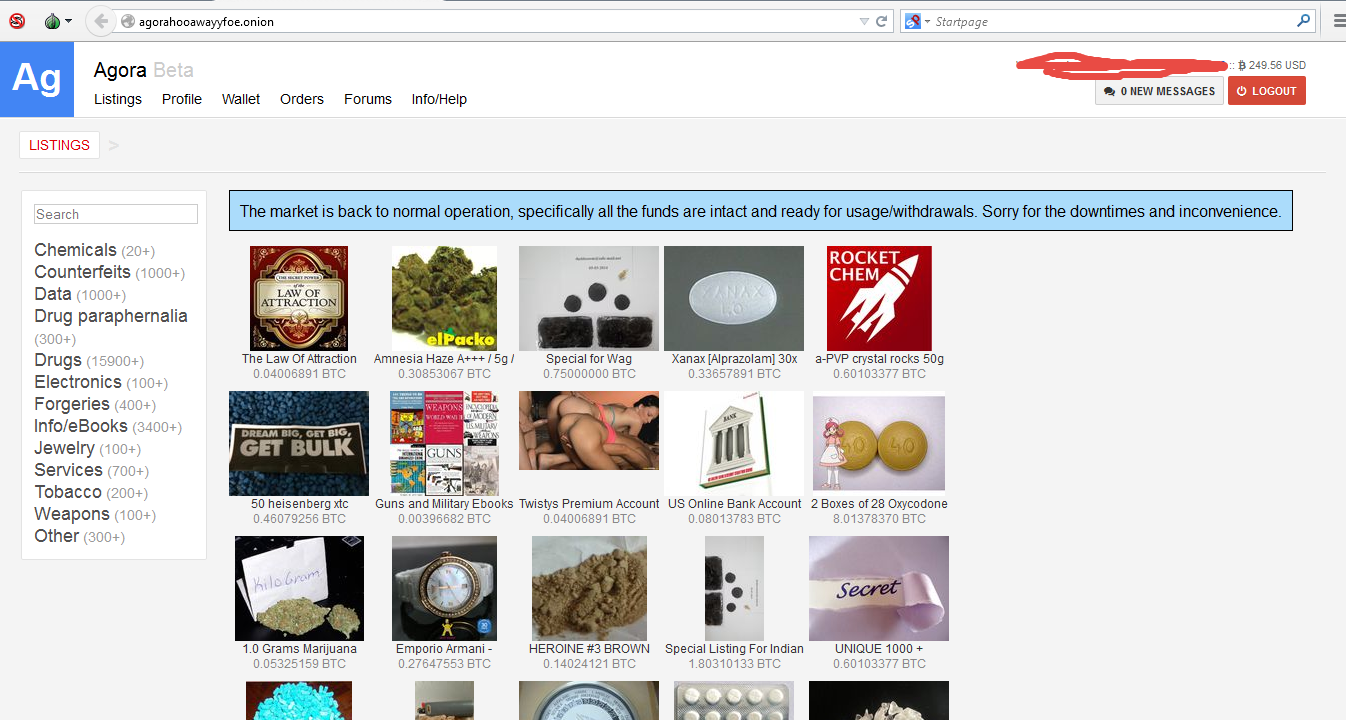 agorahooawayyfoe.onion
Startpage
Ag
Agora Beta
:: ฿ 249.56 USD
Listings Profile Wallet Orders Forums Info/Help
0 NEW MESSAGES
LOGOUT
LISTINGS >
Search
Chemicals (20+)
Counterfeits (1000+)
Data (1000+)
Drug paraphernalia
(300+)
Drugs (15900+)
Electronics (100+)
Forgeries (400+)
Info/eBooks (3400+)
Jewelry (100+)
Services (700+)
Tobacco (200+)
Weapons (100+)
Other (300+)
The market is back to normal operation, specifically all the funds are intact and ready for usage/withdrawals. Sorry for the downtimes and inconvenience.
THE SECRET POWER
of the
LAW OF
ATTRACTION
elPacko
XANAX
1.0
ROCKET
CHEM
The Law Of Attraction
0.04006891 BTC
Amnesia Haze A+++ / 5g /
0.30853067 BTC
Special for Wag
0.75000000 BTC
Xanax [Alprazolam] 30x
0.33657891 BTC
a-PVP crystal rocks 50g
0.60103377 BTC
DREAM BIG, GET BIG,
GET BULK
WEAPONS
WORLD WAR II
GUNS
BANK
40
40
50 heisenberg xtc
0.46079256 BTC
Guns and Military Ebooks
0.00396682 BTC
Twistys Premium Account
0.04006891 BTC
US Online Bank Account
0.08013783 BTC
2 Boxes of 28 Oxycodone
8.01378370 BTC
KiloGram
Secret
1.0 Grams Marijuana
0.05325159 BTC
Emporio Armani -
0.27647553 BTC
HEROINE #3 BROWN
0.14024121 BTC
Special Listing For Indian
1.80310133 BTC
UNIQUE 1000 +
0.60103377 BTC